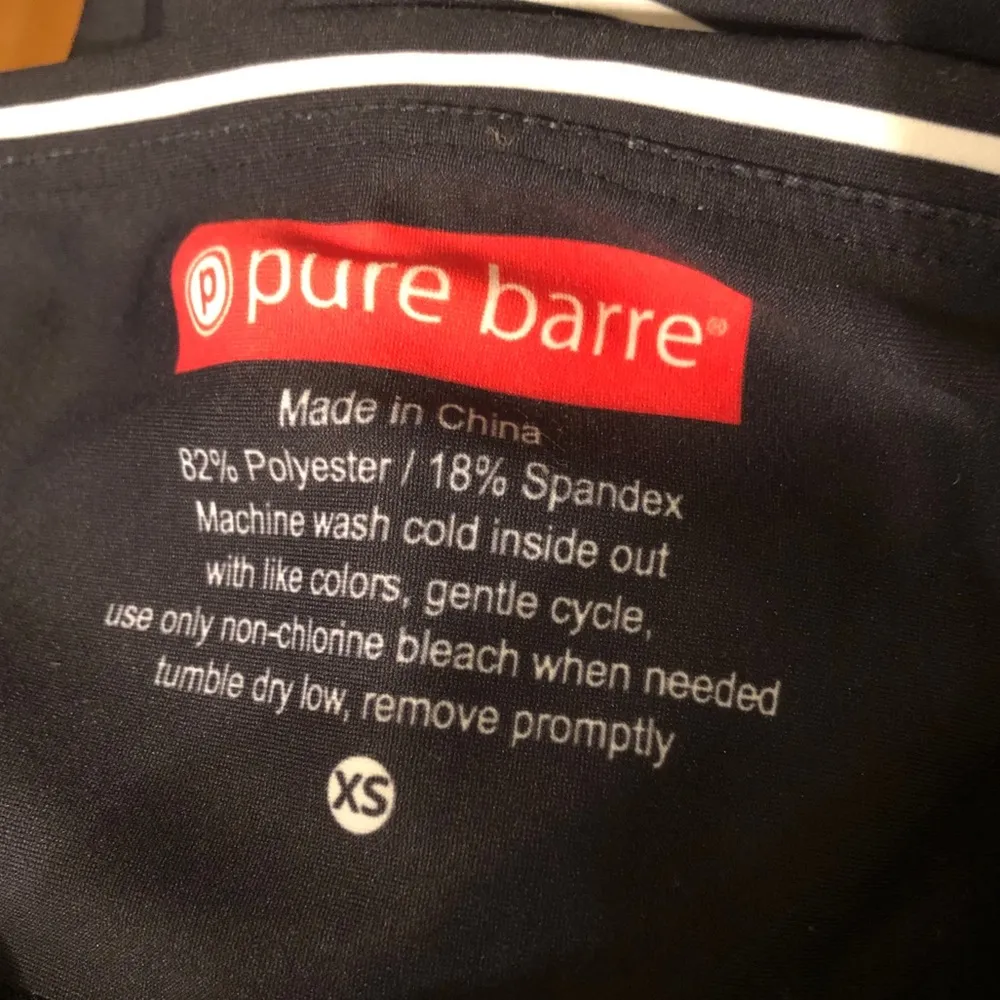 p pure barre®
Made in China
82% Polyester / 18% Spandex
Machine wash cold inside out
with like colors, gentle cycle,
use only non-chlorine bleach when needed
tumble dry low, remove promptly
XS